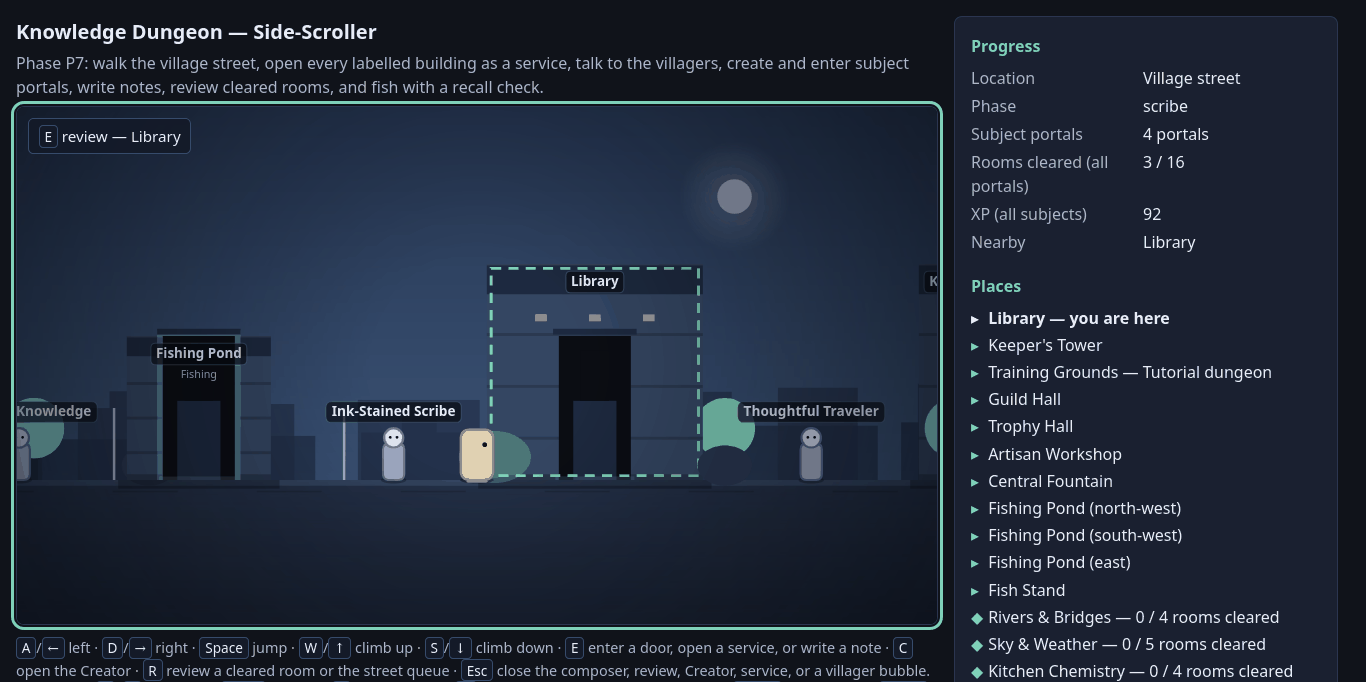 Knowledge Dungeon — Side-Scroller
Phase P7: walk the village street, open every labelled building as a service, talk to the villagers, create and enter subject
portals, write notes, review cleared rooms, and fish with a recall check.
E review — Library
Library
K
Fishing Pond
Fishing
Knowledge
Ink-Stained Scribe
Thoughtful Traveler
A/← left · D/→ right · Space jump · W/↑ climb up · S/↓ climb down · E enter a door, open a service, or write a note · C
open the Creator · R review a cleared room or the street queue · Esc close the composer, review, Creator, service, or a villager bubble.
Progress
Location Village street
Phase scribe
Subject portals 4 portals
Rooms cleared (all 3 / 16
portals)
XP (all subjects) 92
Nearby Library
Places
▸ Library — you are here
▸ Keeper's Tower
▸ Training Grounds — Tutorial dungeon
▸ Guild Hall
▸ Trophy Hall
▸ Artisan Workshop
▸ Central Fountain
▸ Fishing Pond (north-west)
▸ Fishing Pond (south-west)
▸ Fishing Pond (east)
▸ Fish Stand
◆ Rivers & Bridges — 0 / 4 rooms cleared
◆ Sky & Weather — 0 / 5 rooms cleared
◆ Kitchen Chemistry — 0 / 4 rooms cleared